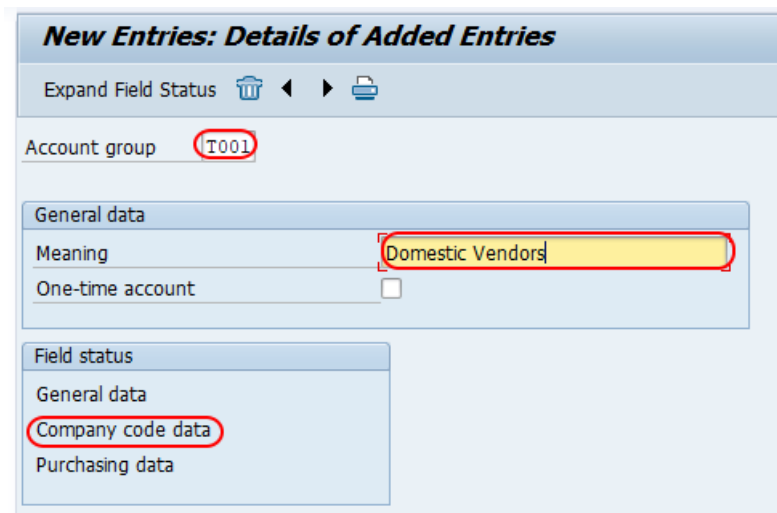 New Entries: Details of Added Entries
Expand Field Status
Account group T001
General data
Meaning Domestic Vendors
One-time account
Field status
General data
Company code data
Purchasing data